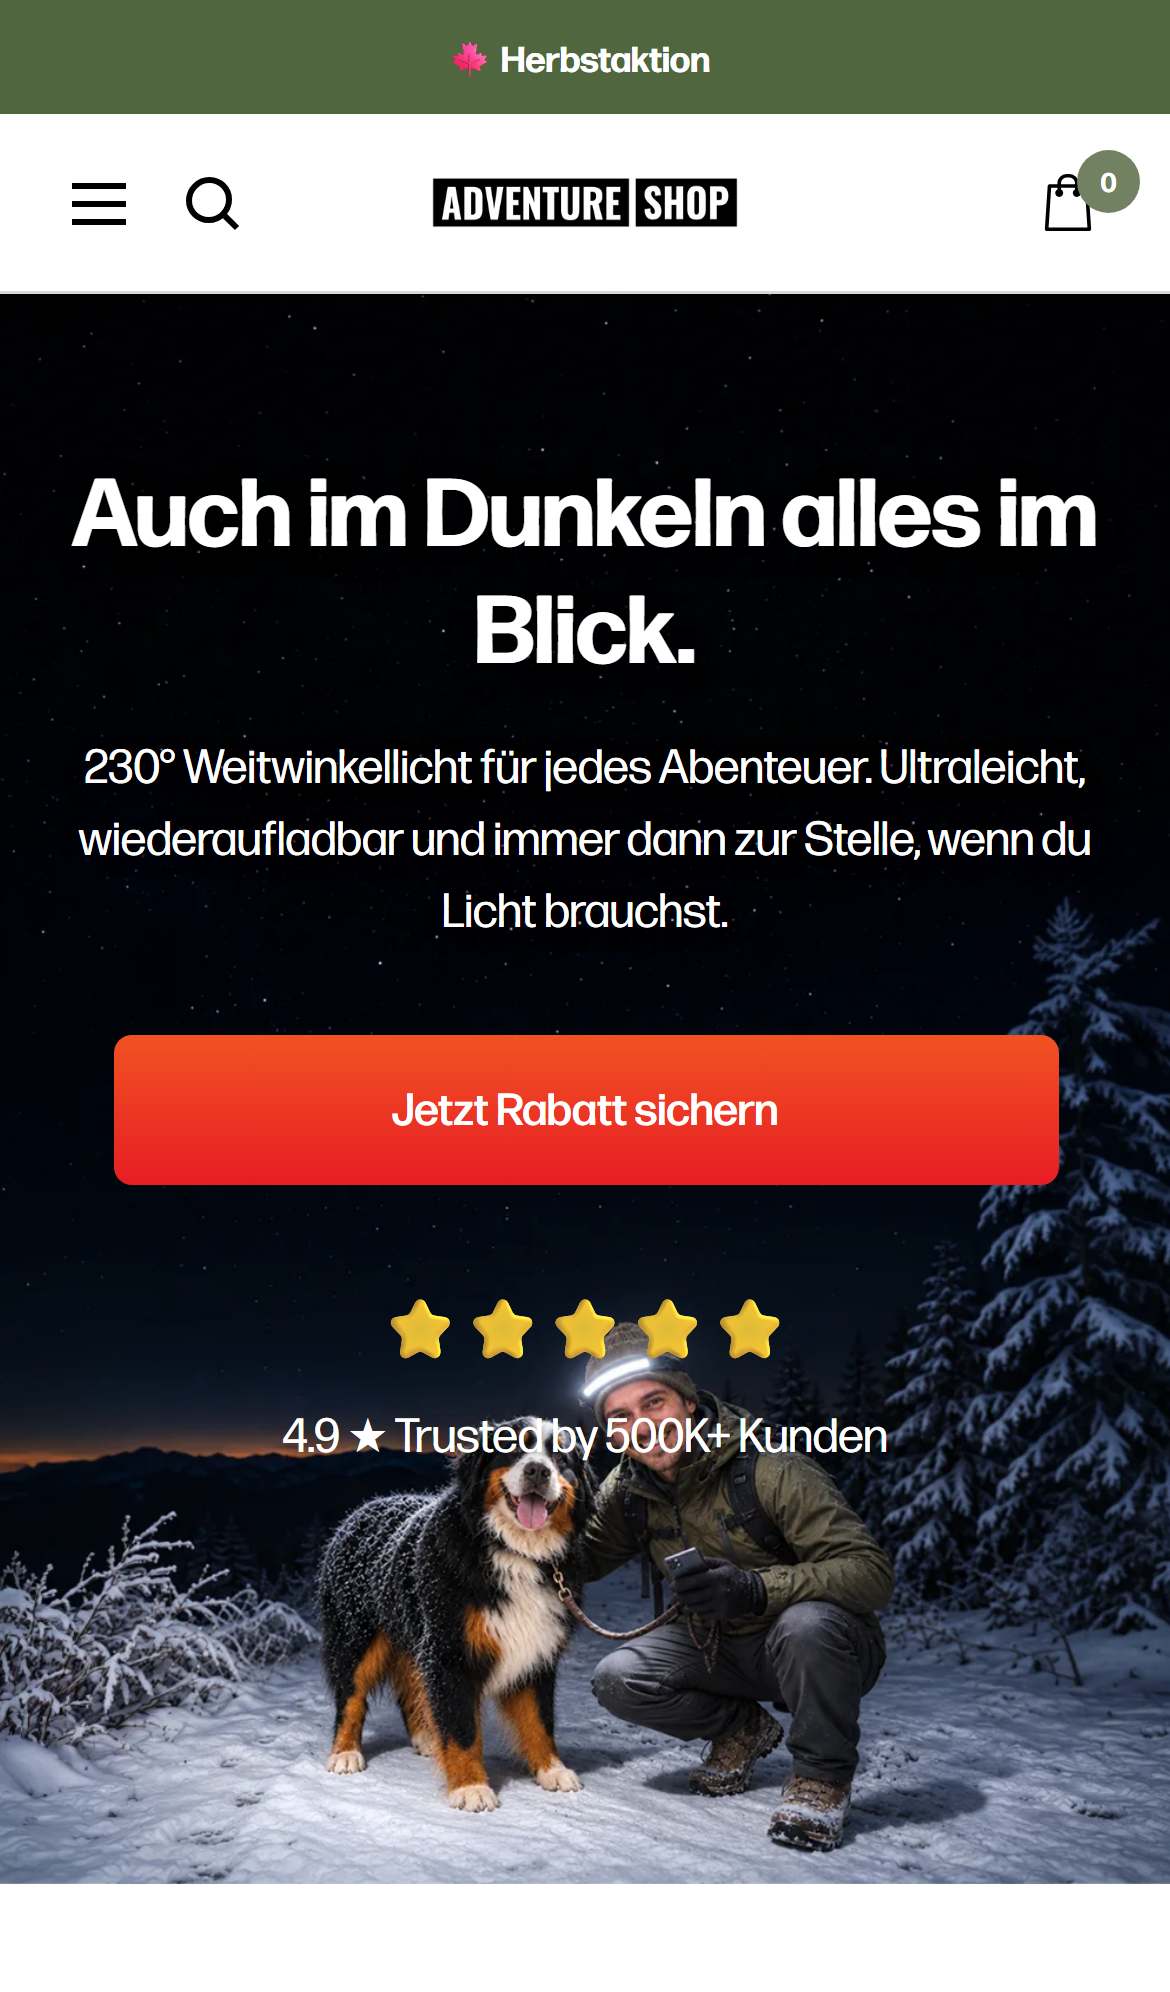 🍁 Herbstaktion
ADVENTURE SHOP
0
Auch im Dunkeln alles im
Blick.
230° Weitwinkellicht für jedes Abenteuer. Ultraleicht,
wiederaufladbar und immer dann zur Stelle, wenn du
Licht brauchst.
Jetzt Rabatt sichern
4.9 ★ Trusted by 500K+ Kunden